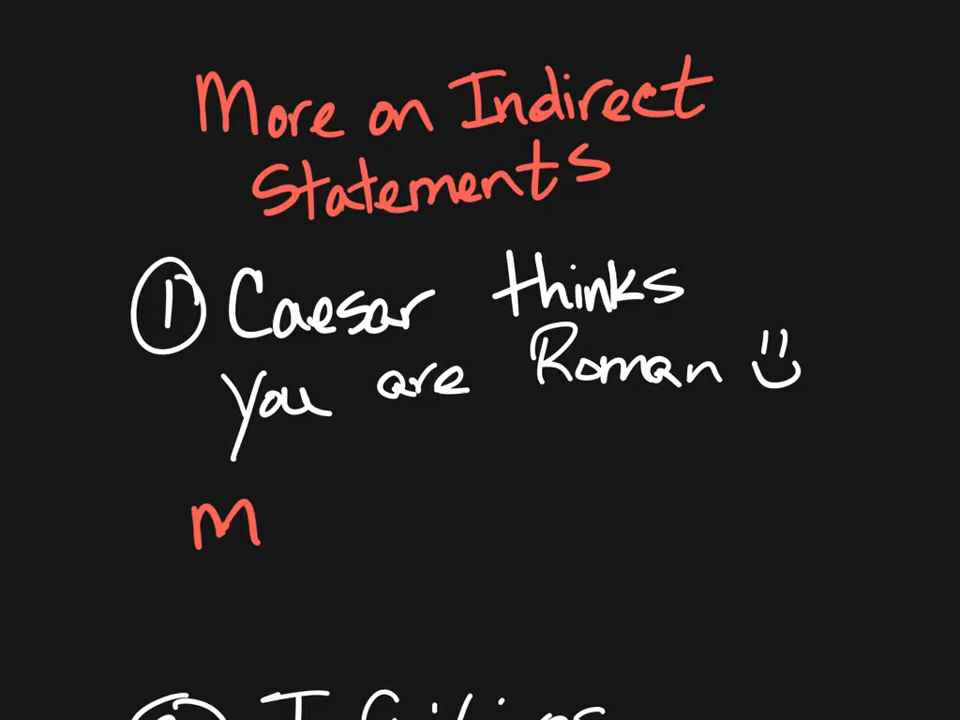 More on Indirect
Statements
① Caesar thinks
you are Roman
M